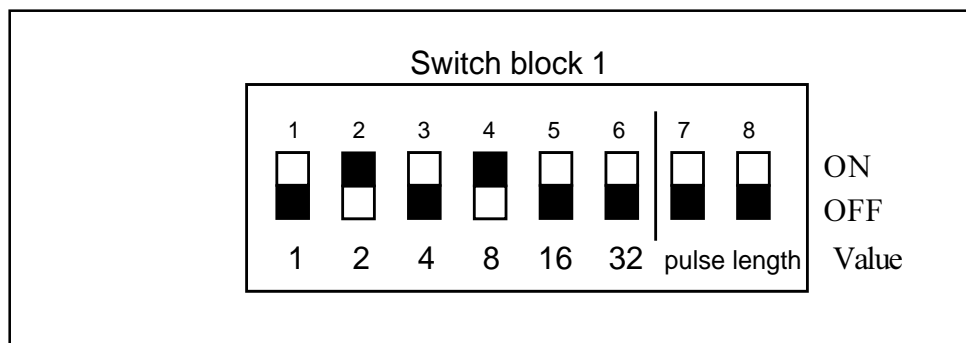 Switch block 1
1 2 3 4 5 6 7 8
ON
OFF
1 2 4 8 16 32 pulse length Value